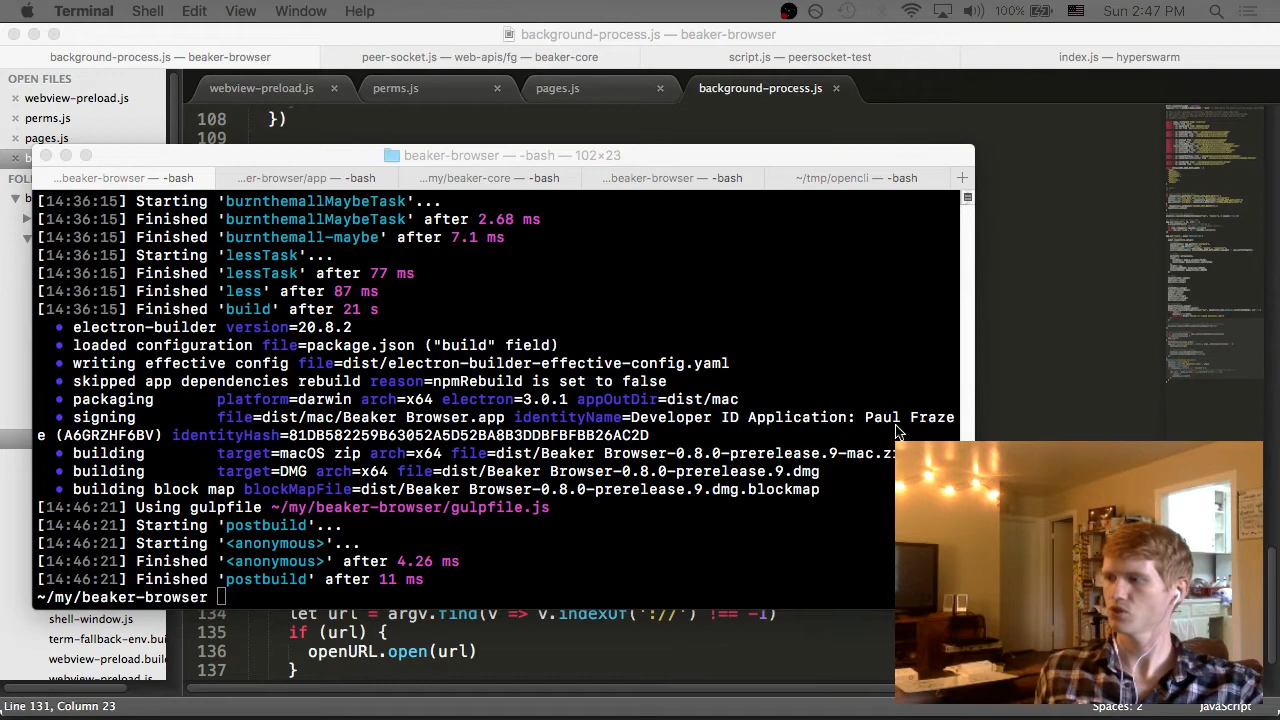 Terminal Shell Edit View Window Help 100% Sun 2:47 PM
background-process.js — beaker-browser
background-process.js — beaker-browser peer-socket.js — web-apis/fg — beaker-core script.js — peersocket-test index.js — hyperswarm
OPEN FILES
webview-preload.js perms.js pages.js background-process.js
webview-preload.js
perms.js
pages.js
108 })
109
beaker-browser — -bash — 102×23
...beaker-browser — -bash ...er-browser/app — -bash ...my/beaker-core — -bash ...beaker-browser — -bash ~/tmp/opencli — -bash
[14:36:15] Starting 'burnthemallMaybeTask'...
[14:36:15] Finished 'burnthemallMaybeTask' after 2.68 ms
[14:36:15] Finished 'burnthemall-maybe' after 7.1 ms
[14:36:15] Starting 'lessTask'...
[14:36:15] Finished 'lessTask' after 77 ms
[14:36:15] Finished 'less' after 87 ms
[14:36:15] Finished 'build' after 21 s
• electron-builder version=20.28.4
• loaded configuration file=package.json ("build" field)
• writing effective config file=dist/builder-effective-config.yaml
• skipped app dependencies rebuild reason=npmRebuild is set to false
• packaging platform=darwin arch=x64 electron=3.0.1 appOutDir=dist/mac
• signing file=dist/mac/Beaker Browser.app identityName=Developer ID Application: Paul Fraze
e (A6GRZHF6BV) identityHash=81DB582259B63052A5D52BA8B3DDBFBFBB26AC2D
• building target=macOS zip arch=x64 file=dist/Beaker Browser-0.8.0-prerelease.9-mac.zi
• building target=DMG arch=x64 file=dist/Beaker Browser-0.8.0-prerelease.9.dmg
• building block map blockMapFile=dist/Beaker Browser-0.8.0-prerelease.9.dmg.blockmap
[14:46:21] Using gulpfile ~/my/beaker-browser/gulpfile.js
[14:46:21] Starting 'postbuild'...
[14:46:21] Starting '<anonymous>'...
[14:46:21] Finished '<anonymous>' after 4.26 ms
[14:46:21] Finished 'postbuild' after 11 ms
~/my/beaker-browser
134 let url = argv.find(v => v.indexOf('://') !== -1)
135 if (url) {
136 openURL.open(url)
137 }
shell-window.js
term-fallback-env.bui
webview-preload.build
webview-preload.js
Line 131, Column 23 Spaces: 2 JavaScript